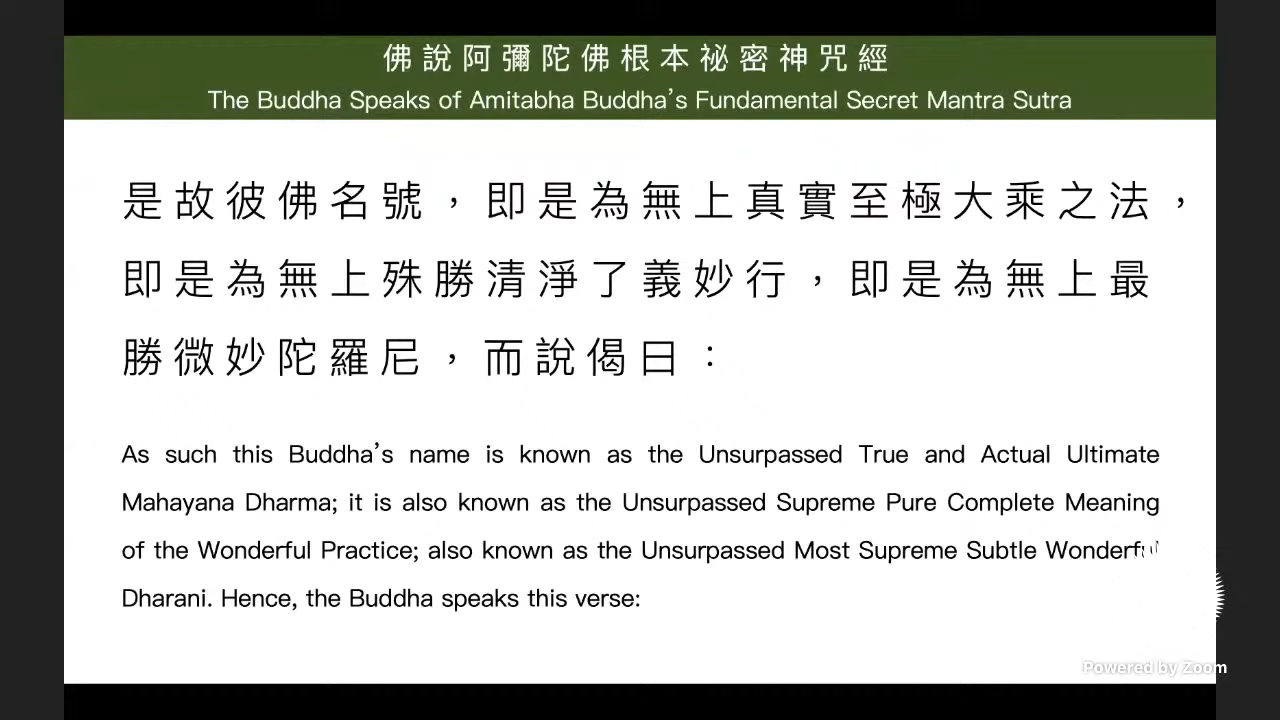 佛說阿彌陀佛根本祕密神咒經
The Buddha Speaks of Amitabha Buddha's Fundamental Secret Mantra Sutra
是故彼佛名號，即是為無上真實至極大乘之法，
即是為無上殊勝清淨了義妙行，即是為無上最
勝微妙陀羅尼，而說偈曰：
As such this Buddha's name is known as the Unsurpassed True and Actual Ultimate
Mahayana Dharma; it is also known as the Unsurpassed Supreme Pure Complete Meaning
of the Wonderful Practice; also known as the Unsurpassed Most Supreme Subtle Wonderful
Dharani. Hence, the Buddha speaks this verse:
Powered by Zoom